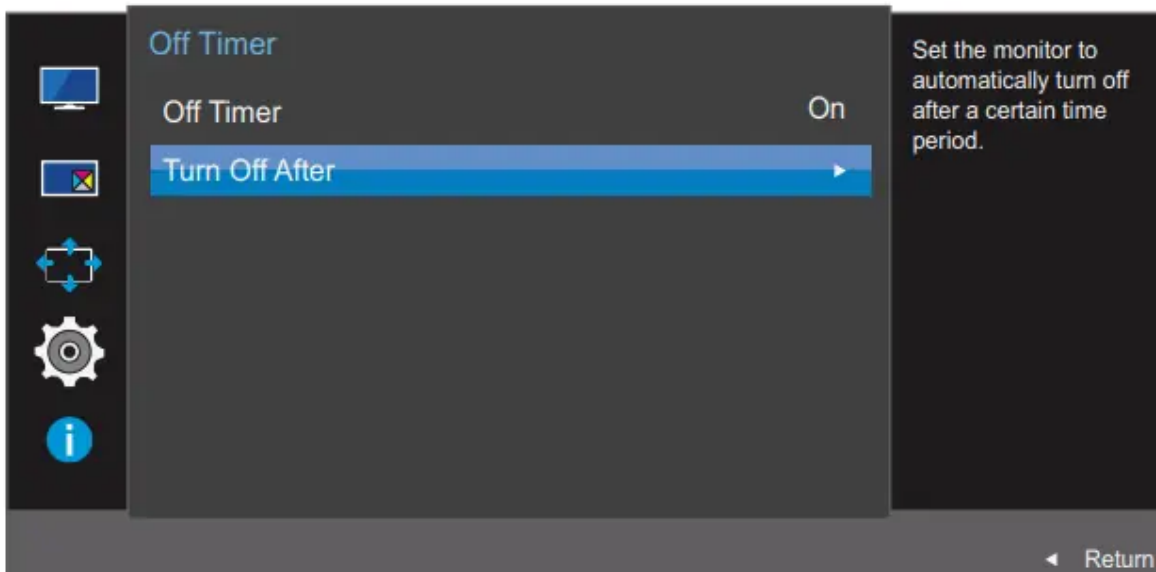 Off Timer
Off Timer On
Turn Off After
Set the monitor to
automatically turn off
after a certain time
period.
Return